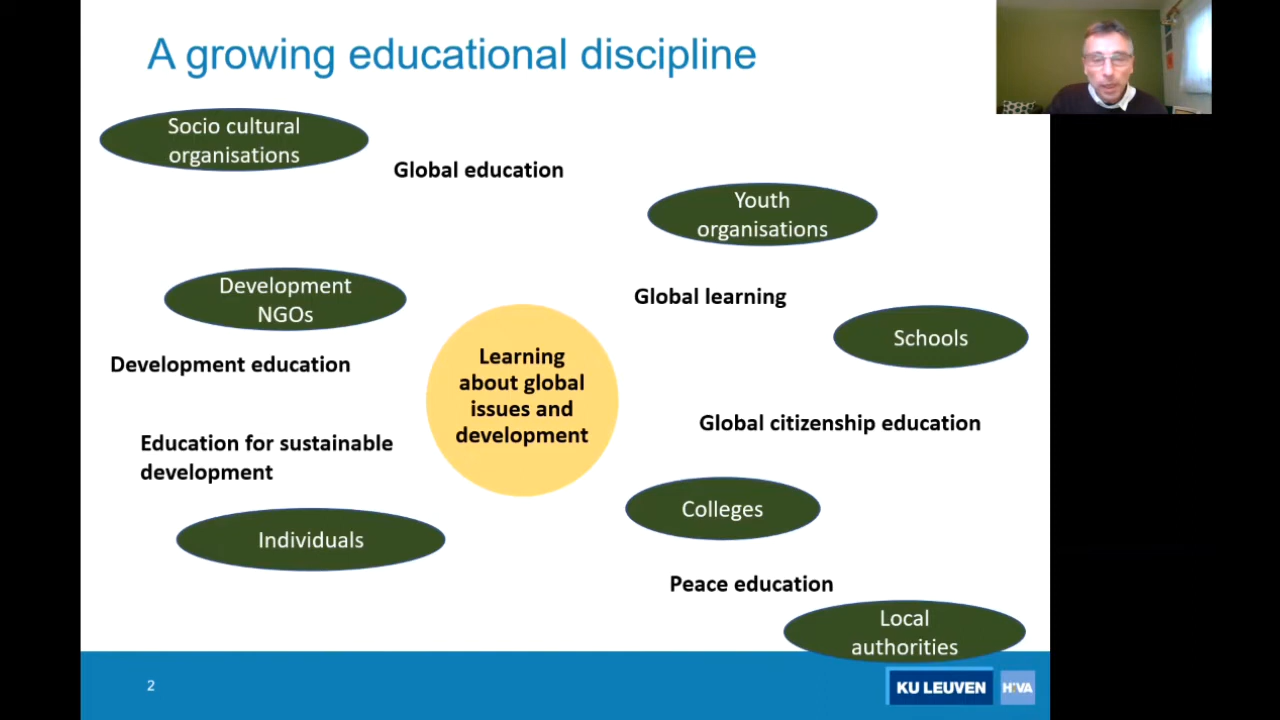 A growing educational discipline
Socio cultural
organisations
Global education
Youth
organisations
Development
NGOs
Global learning
Schools
Development education
Learning
about global
issues and
development
Global citizenship education
Education for sustainable
development
Colleges
Individuals
Peace education
Local
authorities
2
KU LEUVEN
HIVA